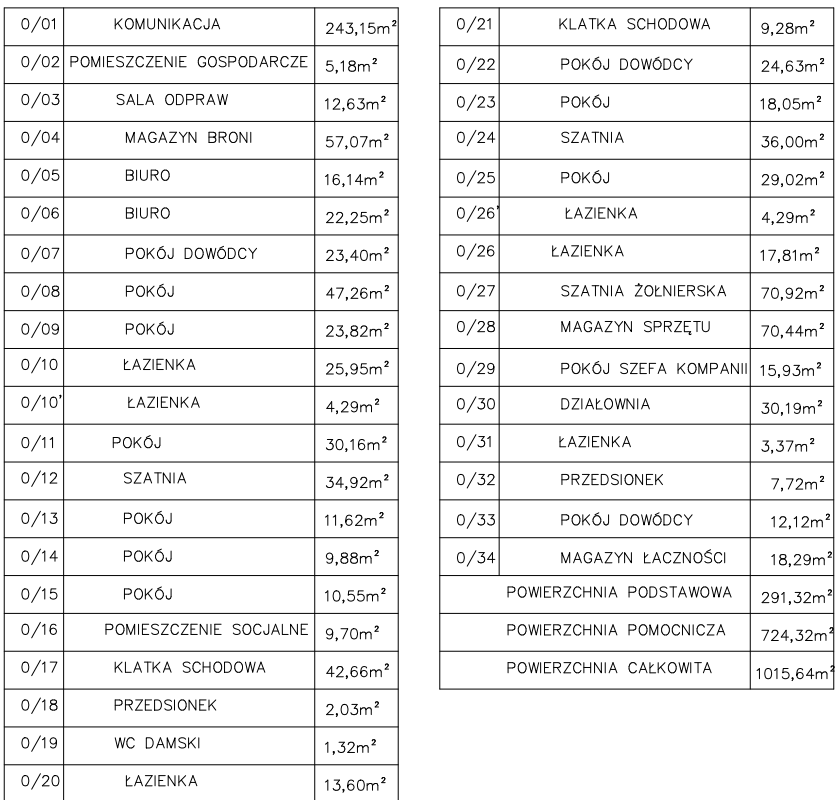 0/01 KOMUNIKACJA 243,15m²
0/02 POMIESZCZENIE GOSPODARCZE 5,18m²
0/03 SALA ODPRAW 12,63m²
0/04 MAGAZYN BRONI 57,07m²
0/05 BIURO 16,14m²
0/06 BIURO 22,25m²
0/07 POKÓJ DOWÓDCY 23,40m²
0/08 POKÓJ 47,26m²
0/09 POKÓJ 23,82m²
0/10 ŁAZIENKA 25,95m²
0/10' ŁAZIENKA 4,29m²
0/11 POKÓJ 30,16m²
0/12 SZATNIA 34,92m²
0/13 POKÓJ 11,62m²
0/14 POKÓJ 9,88m²
0/15 POKÓJ 10,55m²
0/16 POMIESZCZENIE SOCJALNE 9,70m²
0/17 KLATKA SCHODOWA 42,66m²
0/18 PRZEDSIONEK 2,03m²
0/19 WC DAMSKI 1,32m²
0/20 ŁAZIENKA 13,60m²
0/21 KLATKA SCHODOWA 9,28m²
0/22 POKÓJ DOWÓDCY 24,63m²
0/23 POKÓJ 18,05m²
0/24 SZATNIA 36,00m²
0/25 POKÓJ 29,02m²
0/26' ŁAZIENKA 4,29m²
0/26 ŁAZIENKA 17,81m²
0/27 SZATNIA ŻOŁNIERSKA 70,92m²
0/28 MAGAZYN SPRZĘTU 70,44m²
0/29 POKÓJ SZEFA KOMPANII 15,93m²
0/30 DZIAŁOWNIA 30,19m²
0/31 ŁAZIENKA 3,37m²
0/32 PRZEDSIONEK 7,72m²
0/33 POKÓJ DOWÓDCY 12,12m²
0/34 MAGAZYN ŁACZNOŚCI 18,29m²
POWIERZCHNIA PODSTAWOWA 291,32m²
POWIERZCHNIA POMOCNICZA 724,32m²
POWIERZCHNIA CAŁKOWITA 1015,64m²